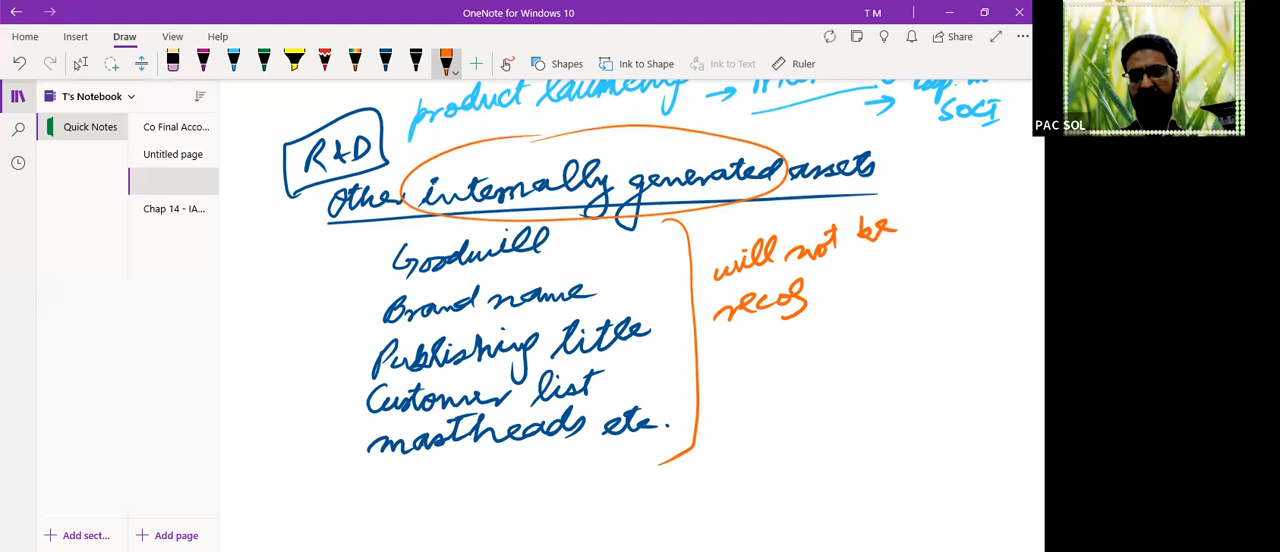 OneNote for Windows 10
T M
Home Insert Draw View Help
Share
Shapes Ink to Shape Ink to Text Ruler
T's Notebook
Quick Notes
Co Final Acco...
Untitled page
Chap 14 - IA...
Add sect...
Add page
PAC SOL
product launching →
→
SOCI
R&D
Other internally generated assets
Goodwill
Brand name
Publishing title
Customer list
mastheads etc.
will not be
recog